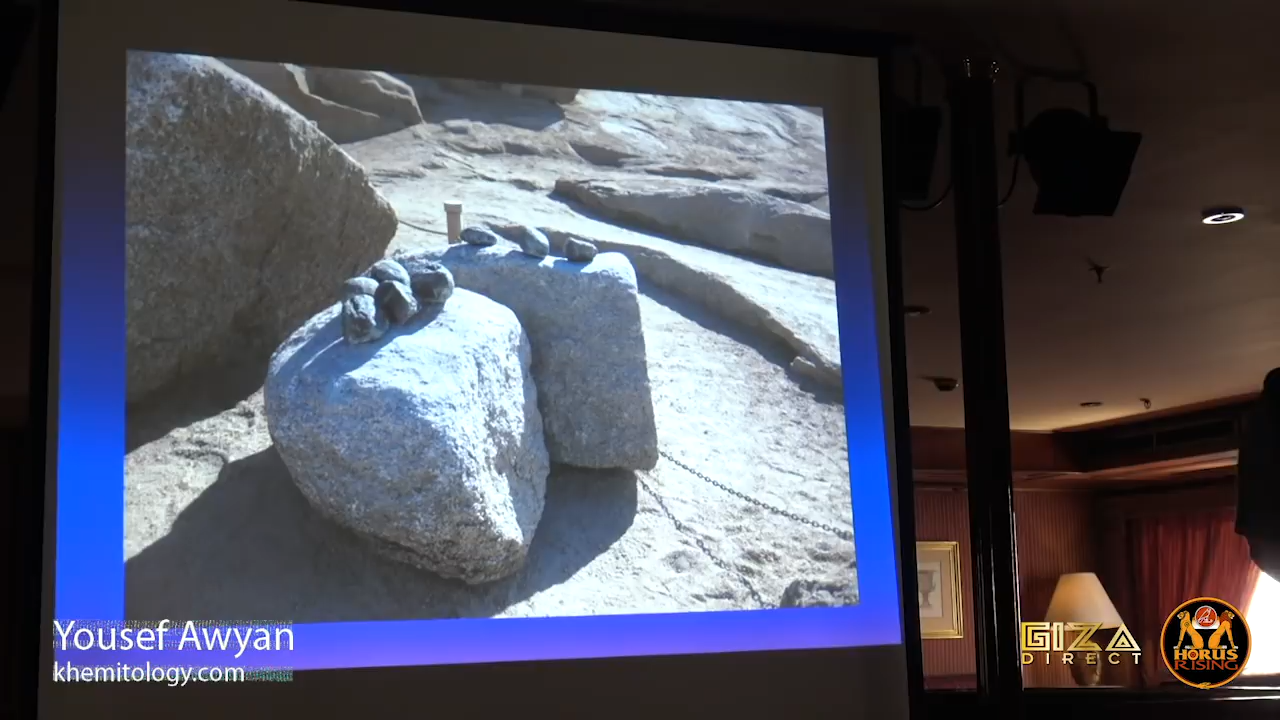 Yousef Awyan
khemitology.com
GIZA
DIRECT
HORUS
RISING